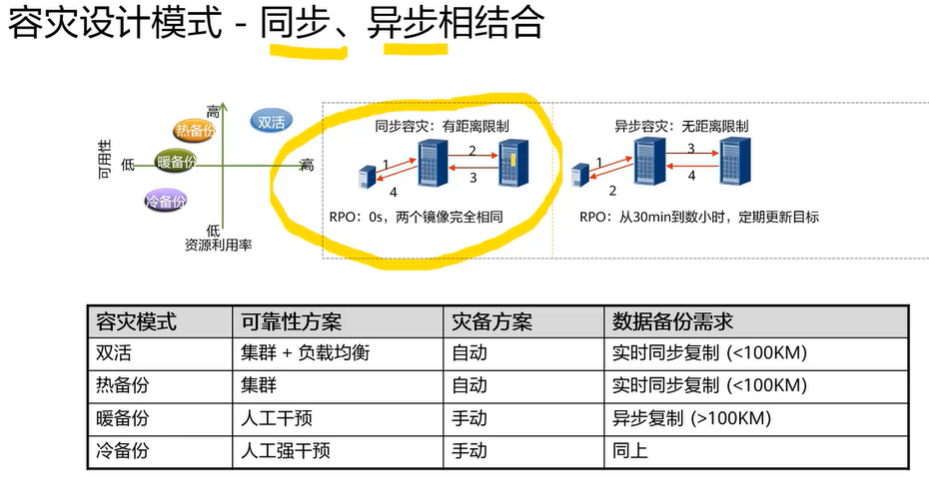 容灾设计模式 - 同步、异步相结合
高
双活
热备份
可用性
低
暖备份
高
冷备份
低
资源利用率
同步容灾：有距离限制
1
2
3
4
RPO：0s，两个镜像完全相同
异步容灾：无距离限制
1
3
4
2
RPO：从30min到数小时，定期更新目标
容灾模式 可靠性方案 灾备方案 数据备份需求
双活 集群 + 负载均衡 自动 实时同步复制 (<100KM)
热备份 集群 自动 实时同步复制 (<100KM)
暖备份 人工干预 手动 异步复制 (>100KM)
冷备份 人工强干预 手动 同上